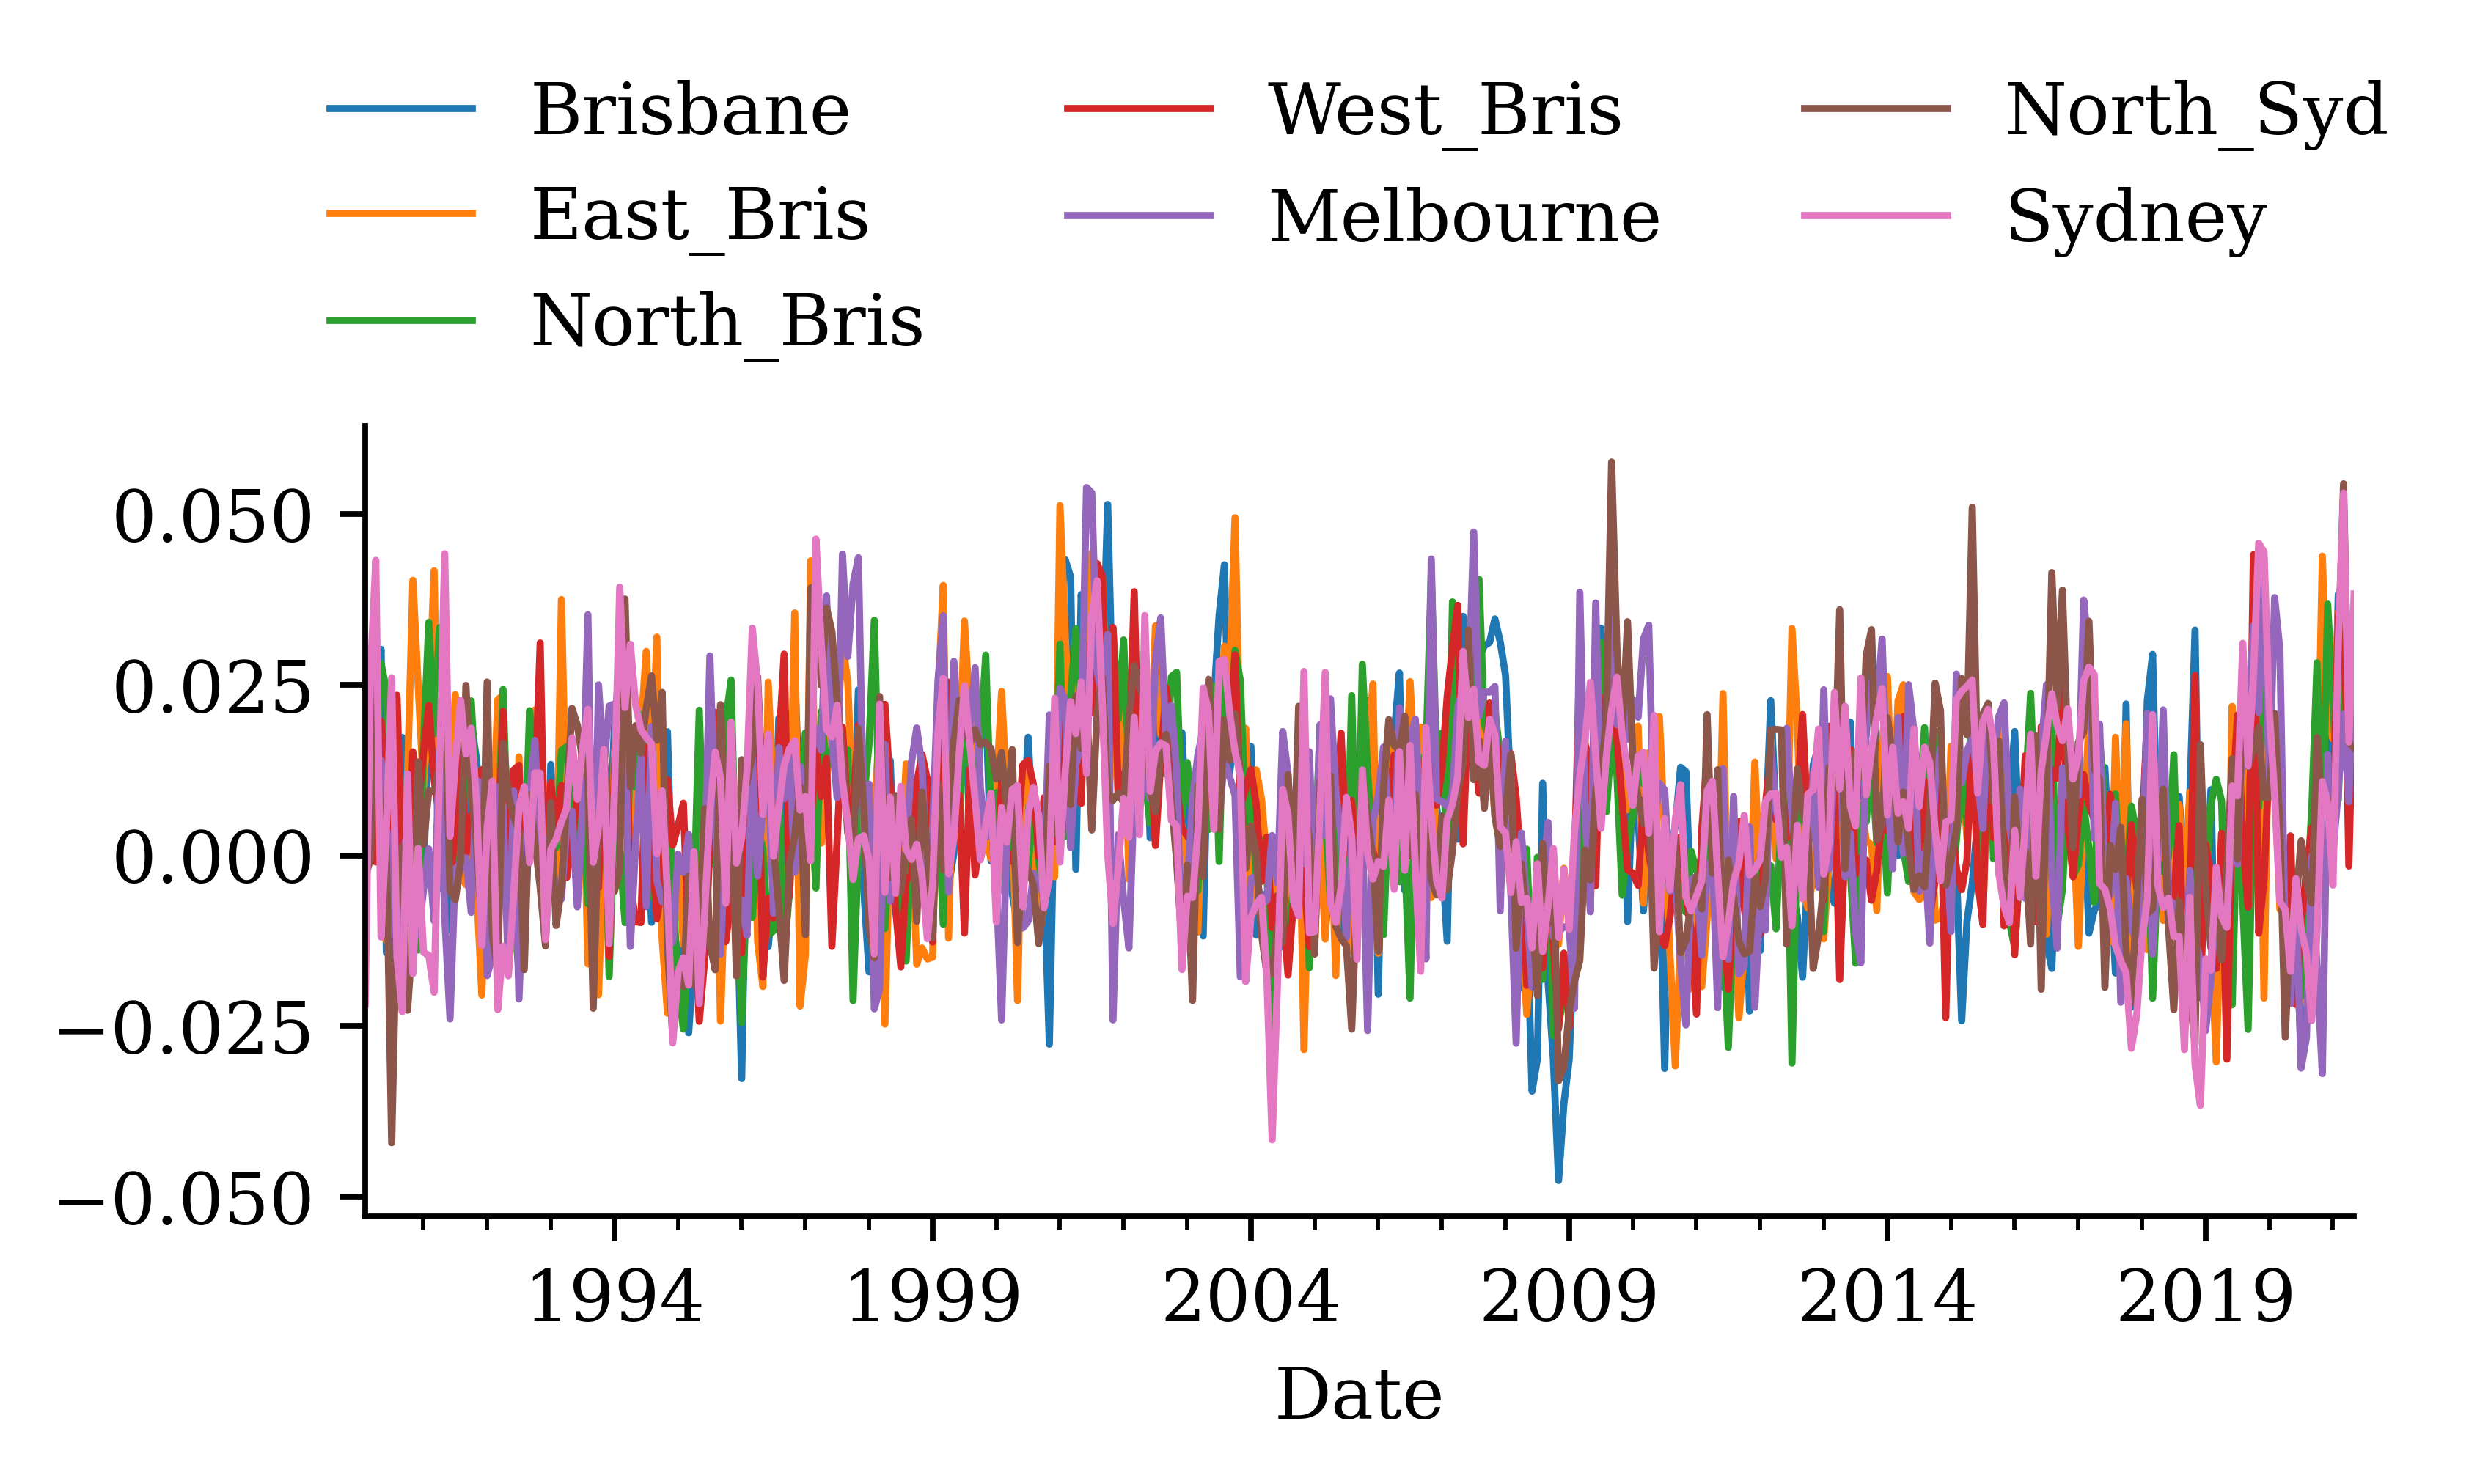 Brisbane West_Bris North_Syd
East_Bris Melbourne Sydney
North_Bris
0.050
0.025
0.000
−0.025
−0.050
1994 1999 2004 2009 2014 2019
Date